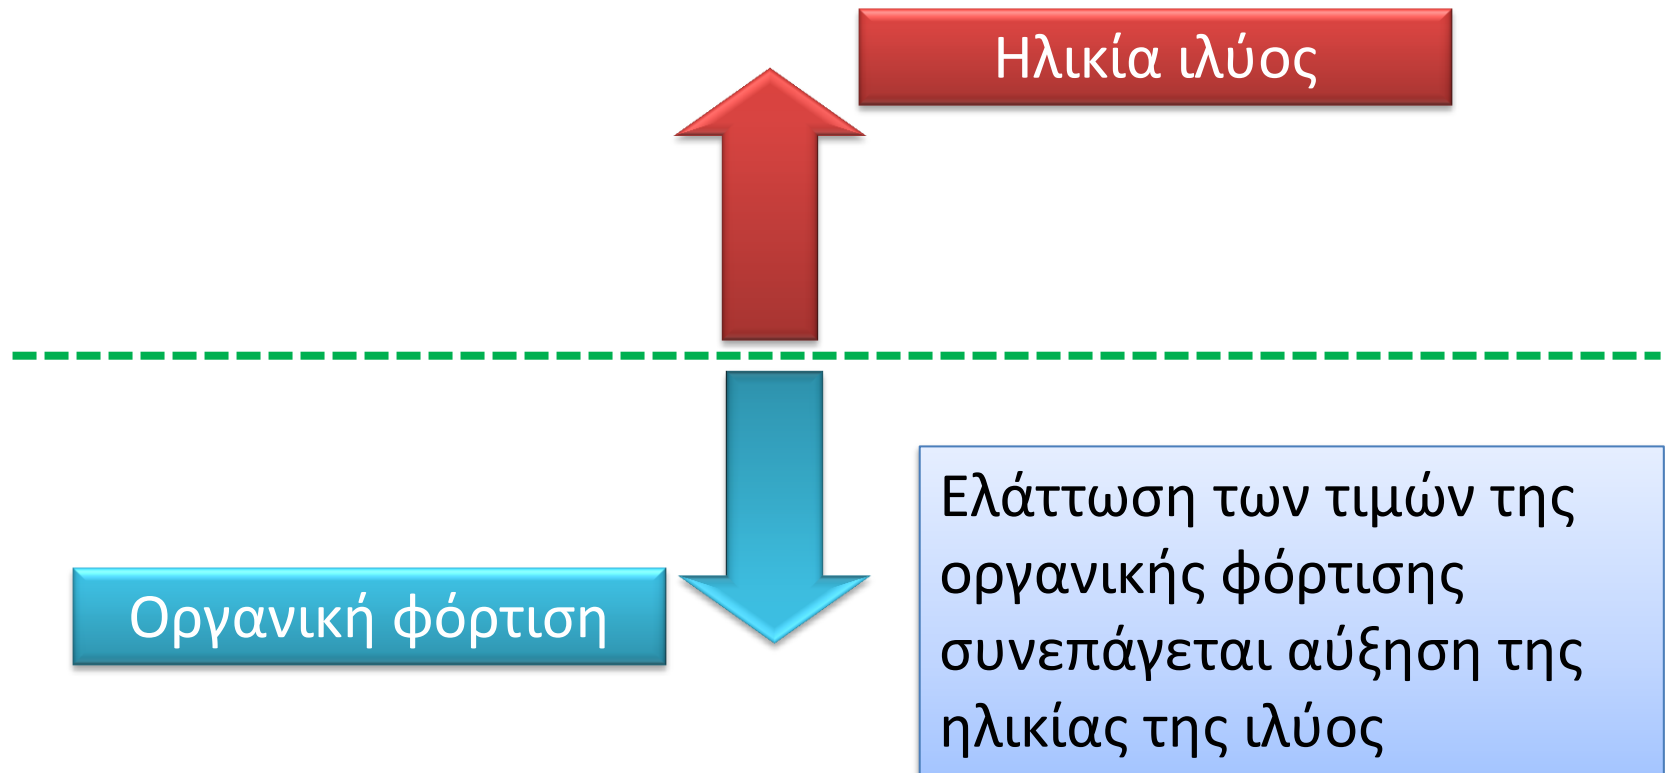 Ηλικία ιλύος
Οργανική φόρτιση
Ελάττωση των τιμών της
οργανικής φόρτισης
συνεπάγεται αύξηση της
ηλικίας της ιλύος